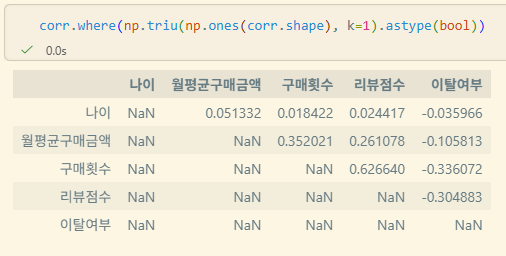 corr.where(np.triu(np.ones(corr.shape), k=1).astype(bool))
0.0s
나이 월평균구매금액 구매횟수 리뷰점수 이탈여부
나이 NaN 0.051332 0.018422 0.024417 -0.035966
월평균구매금액 NaN NaN 0.352021 0.261078 -0.105813
구매횟수 NaN NaN NaN 0.626640 -0.336072
리뷰점수 NaN NaN NaN NaN -0.304883
이탈여부 NaN NaN NaN NaN NaN